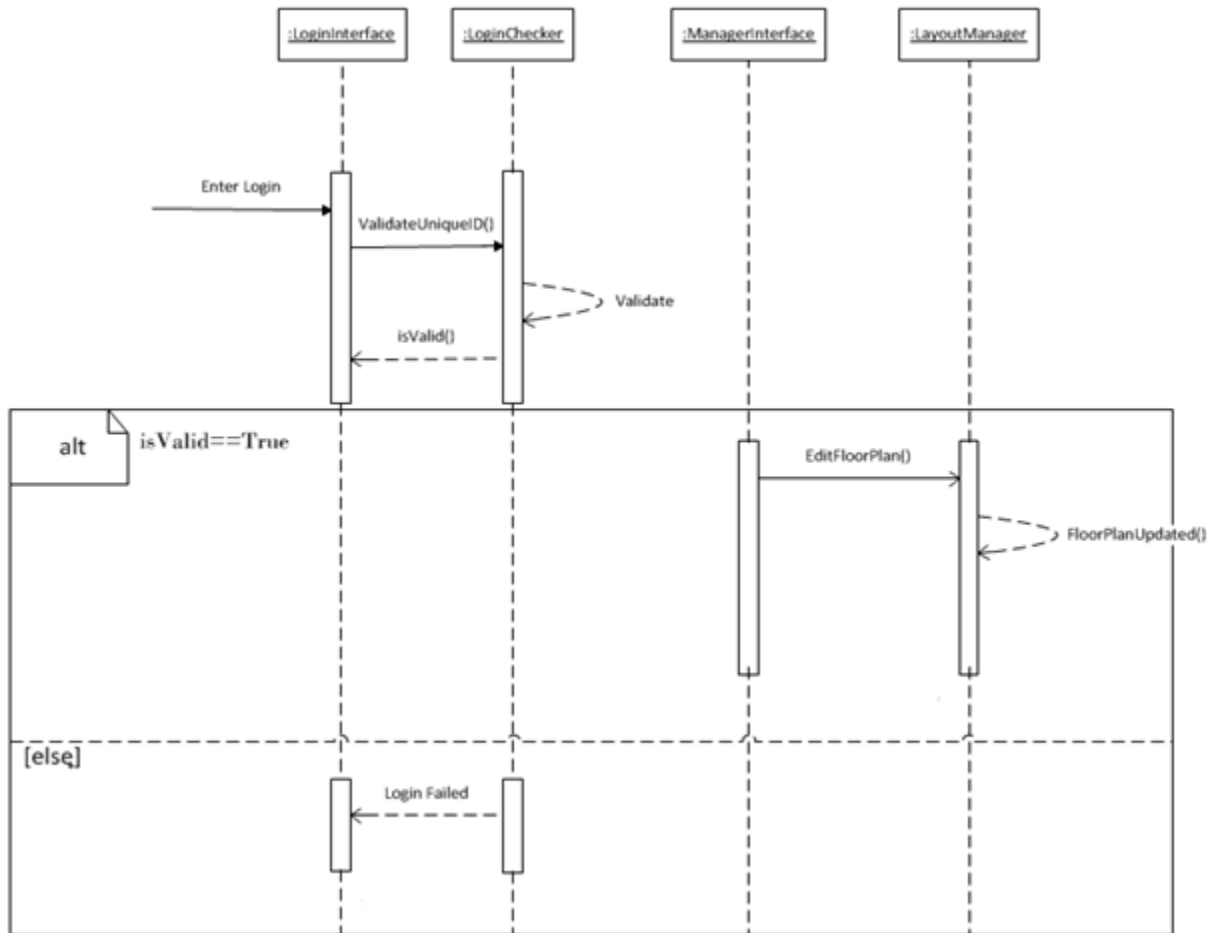 :LoginInterface
:LoginChecker
:ManagerInterface
:LayoutManager
Enter Login
ValidateUniqueID()
Validate
isValid()
alt
isValid==True
EditFloorPlan()
FloorPlanUpdated()
[else]
Login Failed